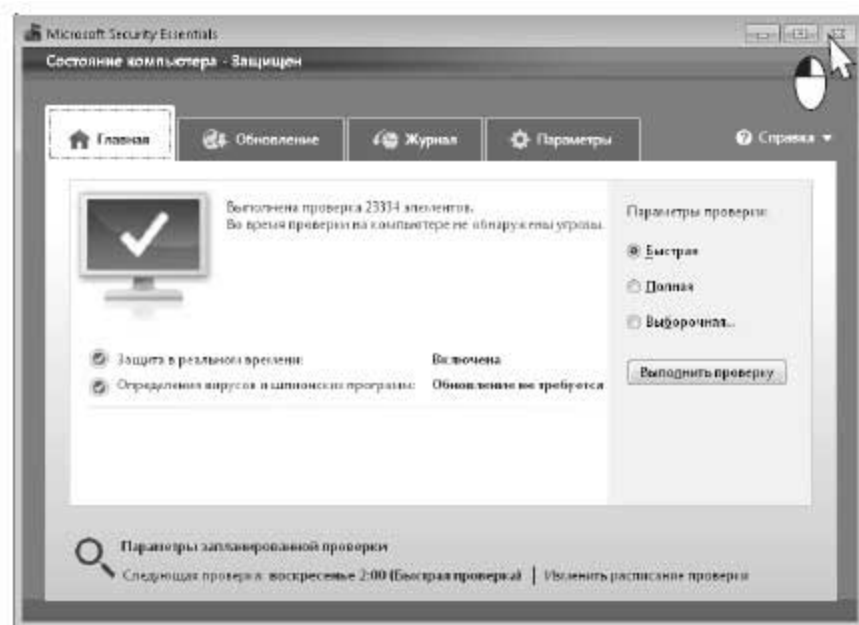 Microsoft Security Essentials
Состояние компьютера - Защищен
Главная
Обновление
Журнал
Параметры
Справка
Выполнена проверка 23334 элементов.
Во время проверки на компьютере не обнаружены угрозы.
Параметры проверки:
Быстрая
Полная
Выборочная...
Защита в реальном времени: Включена
Определения вирусов и шпионских программ: Обновление не требуется
Выполнить проверку
Параметры запланированной проверки
Следующая проверка: воскресенье 2:00 (Быстрая проверка) | Изменить расписание проверки